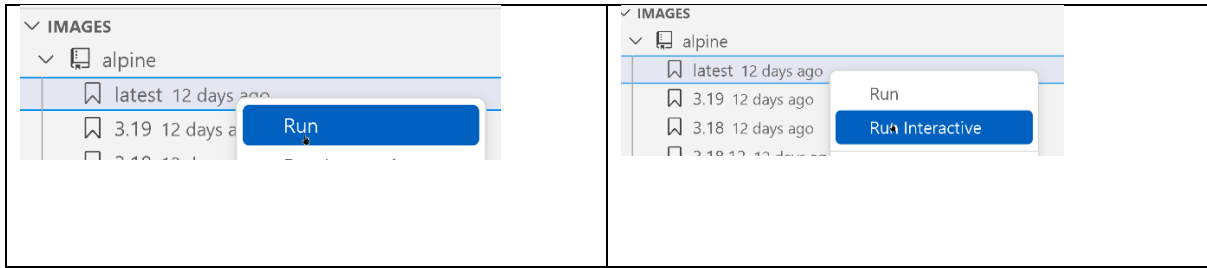 IMAGES
alpine
latest 12 days ago
3.19 12 days a
Run
IMAGES
alpine
latest 12 days ago
3.19 12 days ago
3.18 12 days ago
Run
Run Interactive